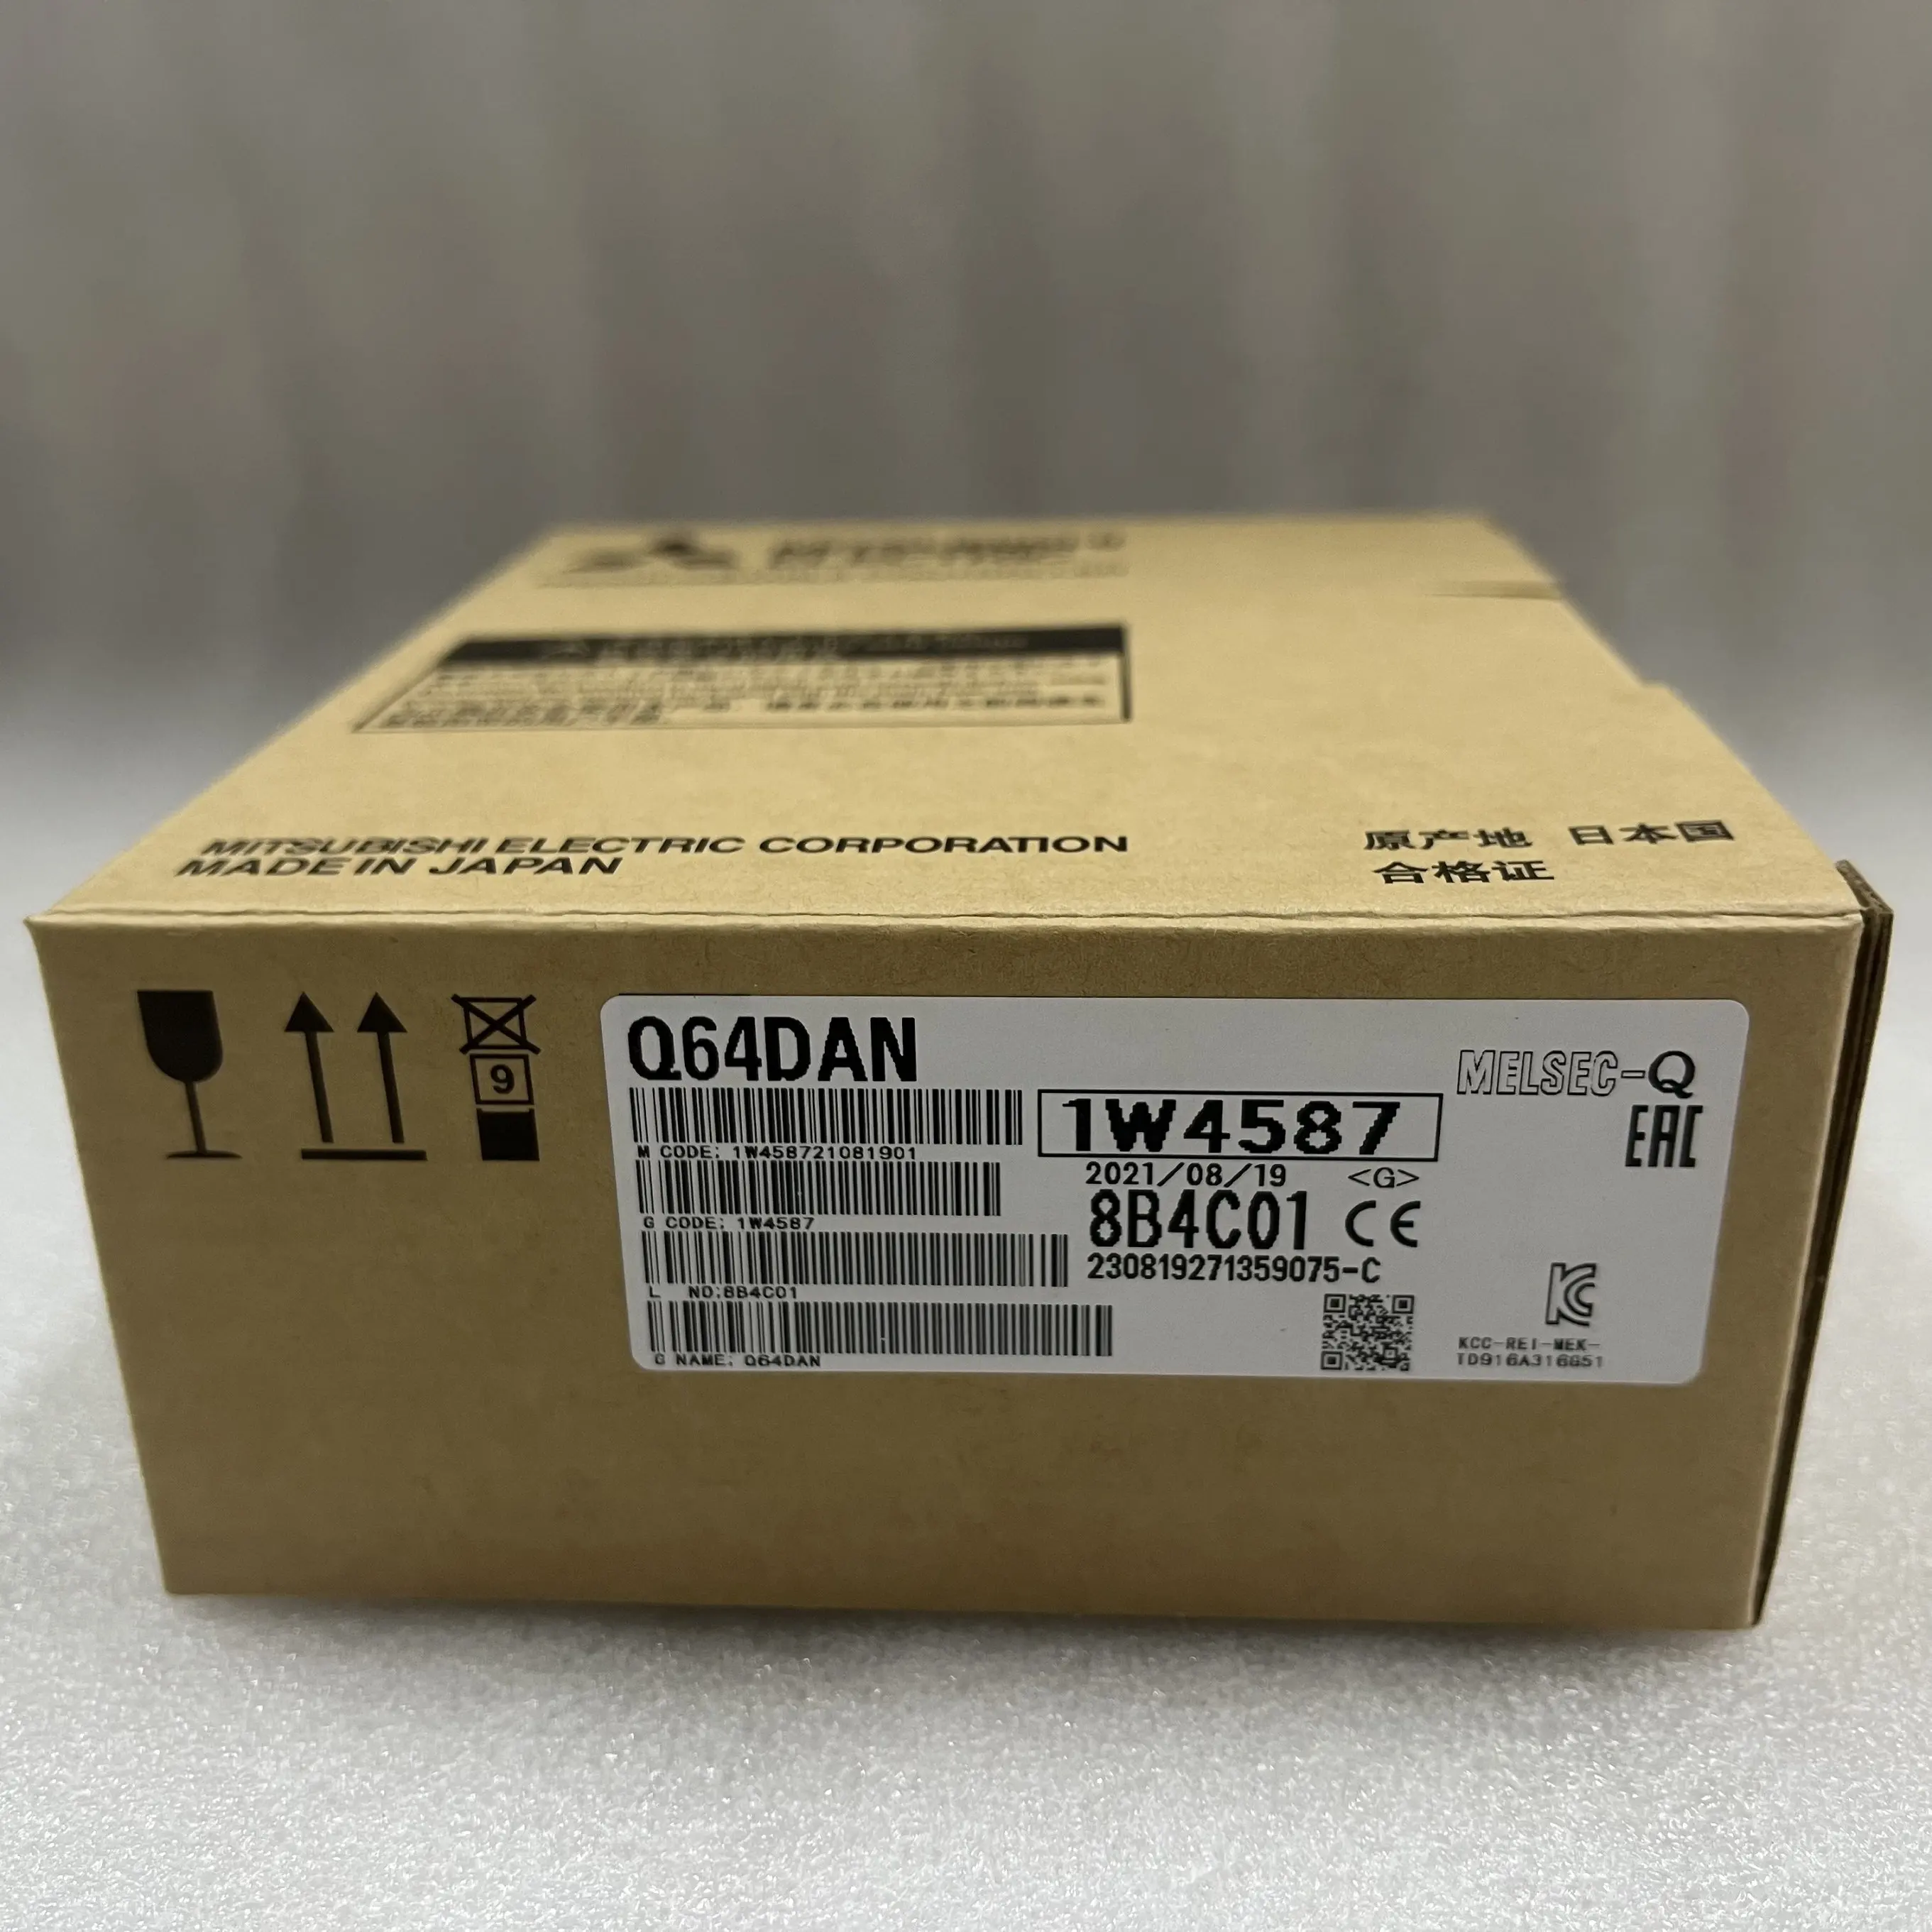 MITSUBISHI ELECTRIC CORPORATION
MADE IN JAPAN
原产地 日本国
合格证
9
Q64DAN
MELSEC-Q
1W4587
EAC
M CODE: 1W458721081901
2021/08/19 <G>
G CODE: 1W4587
8B4C01 CE
230819271359075-C
L NO:8B4C01
G NAME: Q64DAN
KC
KCC-REI-MEK-
TD916A316G51